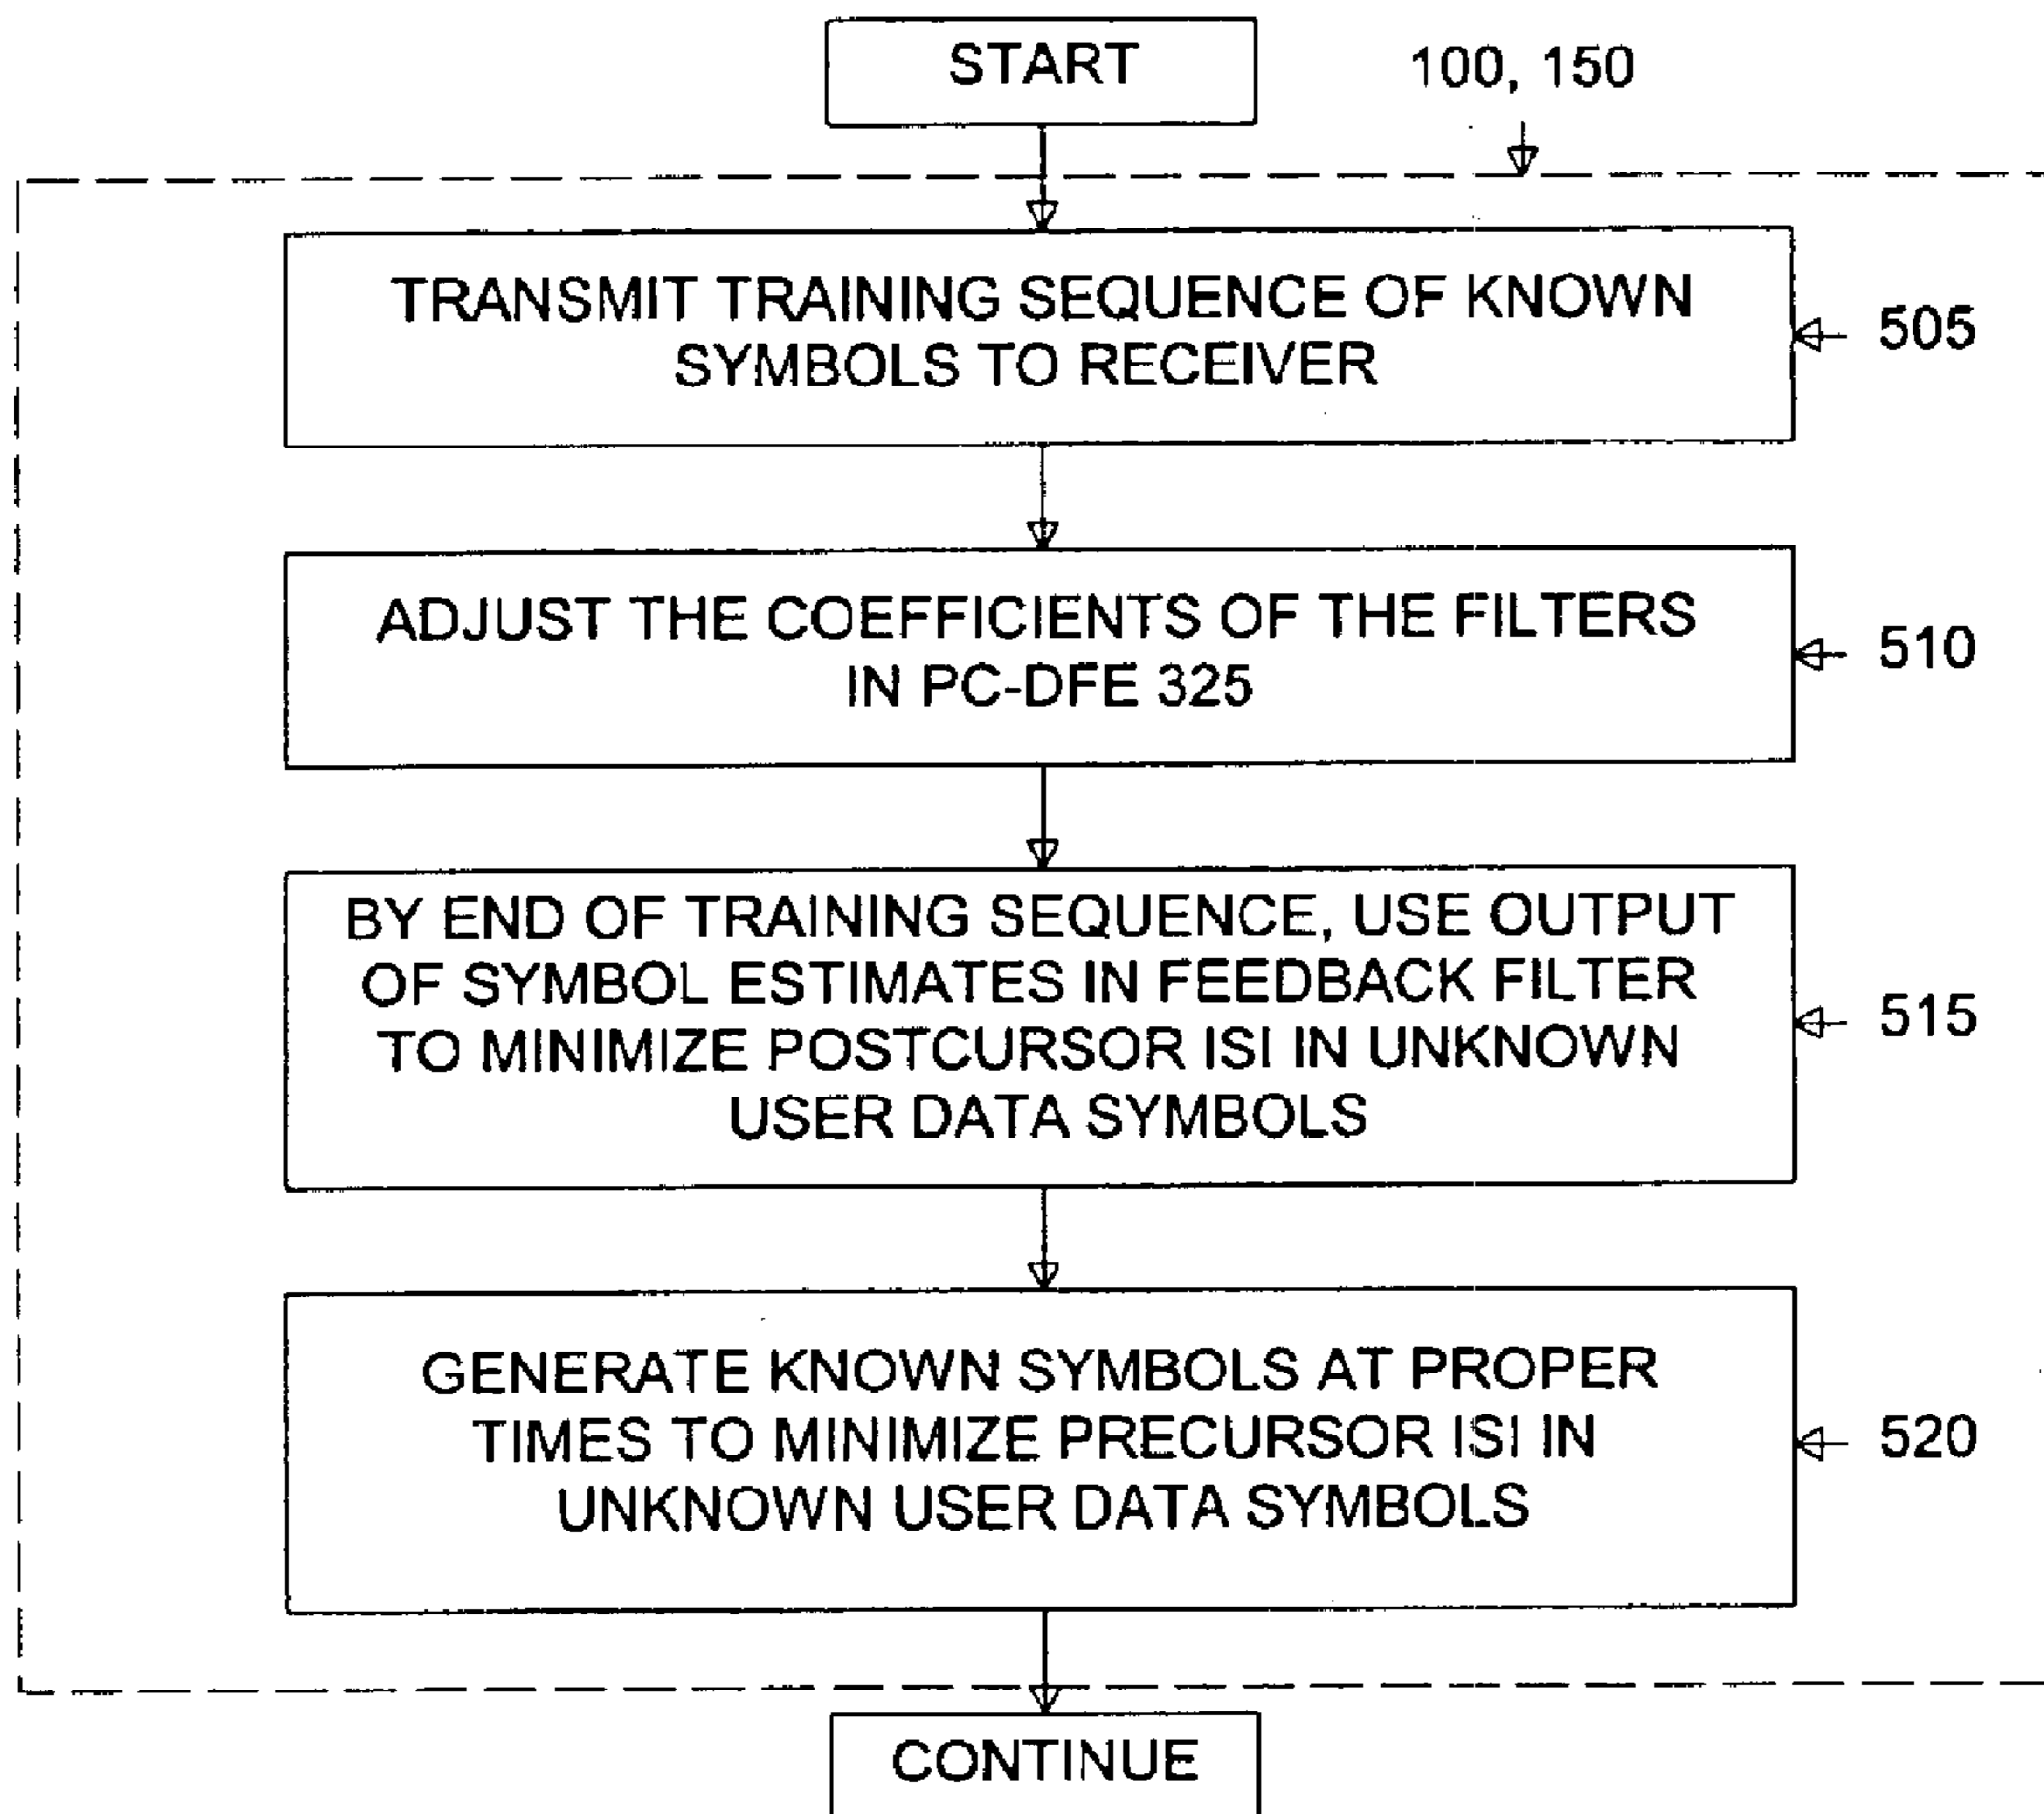 START
100, 150
TRANSMIT TRAINING SEQUENCE OF KNOWN
SYMBOLS TO RECEIVER
505
ADJUST THE COEFFICIENTS OF THE FILTERS
IN PC-DFE 325
510
BY END OF TRAINING SEQUENCE, USE OUTPUT
OF SYMBOL ESTIMATES IN FEEDBACK FILTER
TO MINIMIZE POSTCURSOR ISI IN UNKNOWN
USER DATA SYMBOLS
515
GENERATE KNOWN SYMBOLS AT PROPER
TIMES TO MINIMIZE PRECURSOR ISI IN
UNKNOWN USER DATA SYMBOLS
520
CONTINUE